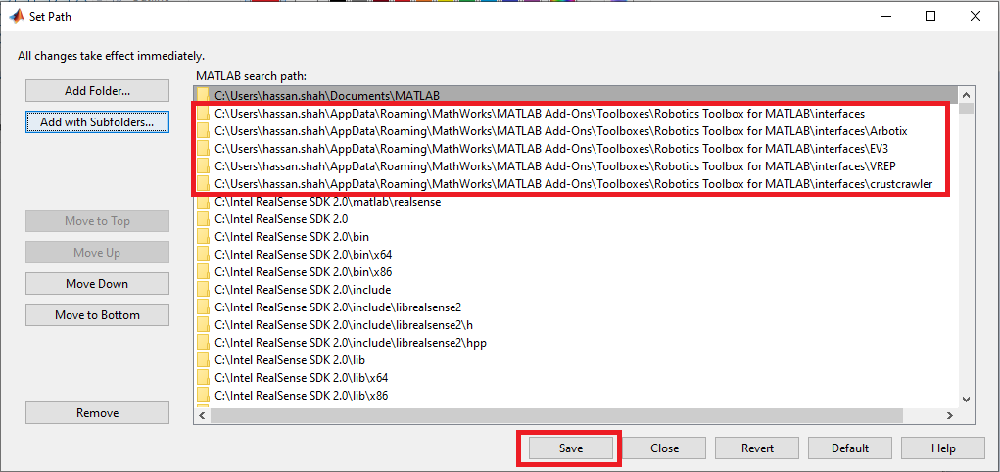 Set Path
All changes take effect immediately.
MATLAB search path:
Add Folder...
Add with Subfolders...
Move to Top
Move Up
Move Down
Move to Bottom
Remove
C:\Users\hassan.shah\Documents\MATLAB
C:\Users\hassan.shah\AppData\Roaming\MathWorks\MATLAB Add-Ons\Toolboxes\Robotics Toolbox for MATLAB\interfaces
C:\Users\hassan.shah\AppData\Roaming\MathWorks\MATLAB Add-Ons\Toolboxes\Robotics Toolbox for MATLAB\interfaces\Arbotix
C:\Users\hassan.shah\AppData\Roaming\MathWorks\MATLAB Add-Ons\Toolboxes\Robotics Toolbox for MATLAB\interfaces\EV3
C:\Users\hassan.shah\AppData\Roaming\MathWorks\MATLAB Add-Ons\Toolboxes\Robotics Toolbox for MATLAB\interfaces\VREP
C:\Users\hassan.shah\AppData\Roaming\MathWorks\MATLAB Add-Ons\Toolboxes\Robotics Toolbox for MATLAB\interfaces\crustcrawler
C:\Intel RealSense SDK 2.0\matlab\realsense
C:\Intel RealSense SDK 2.0
C:\Intel RealSense SDK 2.0\bin
C:\Intel RealSense SDK 2.0\bin\x64
C:\Intel RealSense SDK 2.0\bin\x86
C:\Intel RealSense SDK 2.0\include
C:\Intel RealSense SDK 2.0\include\librealsense2
C:\Intel RealSense SDK 2.0\include\librealsense2\h
C:\Intel RealSense SDK 2.0\include\librealsense2\hpp
C:\Intel RealSense SDK 2.0\lib
C:\Intel RealSense SDK 2.0\lib\x64
C:\Intel RealSense SDK 2.0\lib\x86
Save
Close
Revert
Default
Help